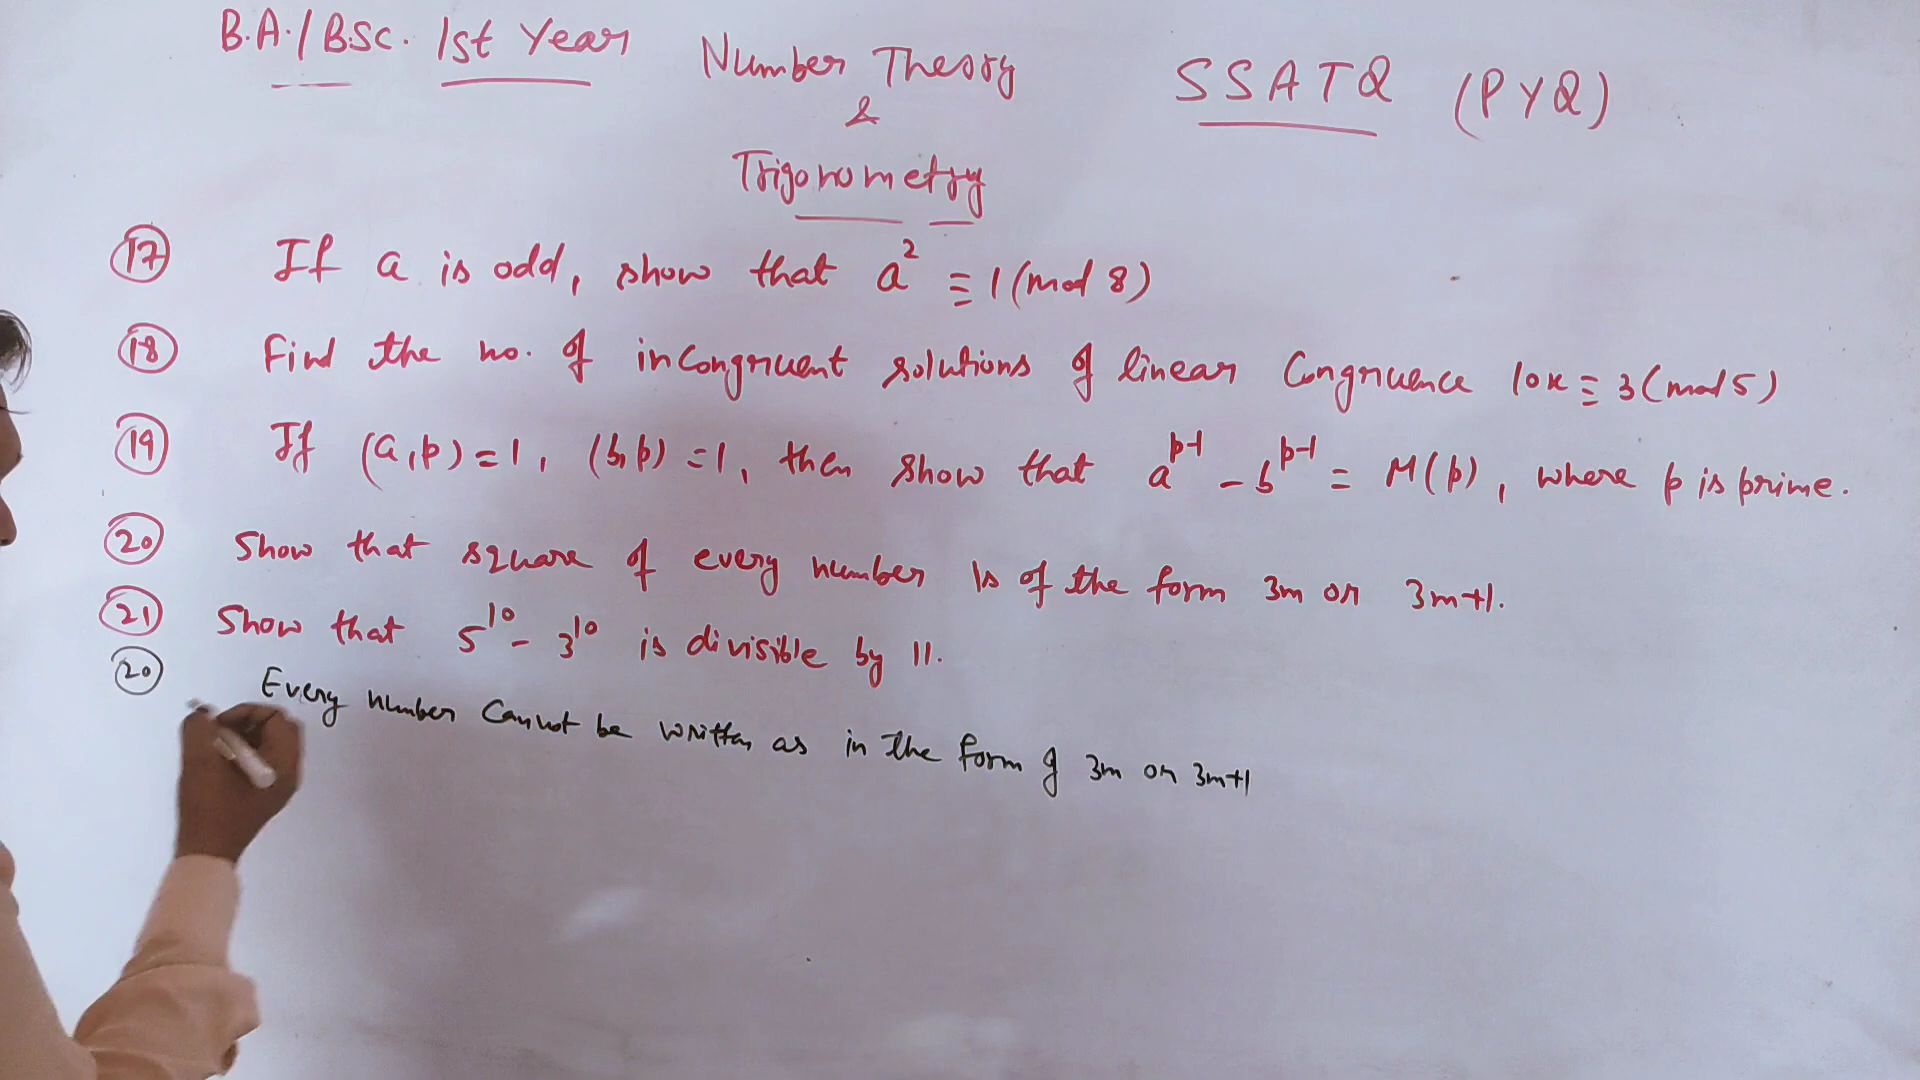 B.A./B.Sc. 1st Year
Number Theory
&
Trigonometry
SSATQ (PYQ)
(17) If a is odd, show that a² ≡ 1 (mod 8)
(18) Find the no. of incongruent solutions of linear Congruence 10x ≡ 3 (mod 5)
(19) If (a,p) = 1, (b,p) = 1, then show that a^{p-1} - b^{p-1} = M(p), where p is prime.
(20) Show that square of every number is of the form 3m or 3m+1.
(21) Show that 5^{10} - 3^{10} is divisible by 11.
(20) Every number Cannot be written as in the form of 3m or 3m+1